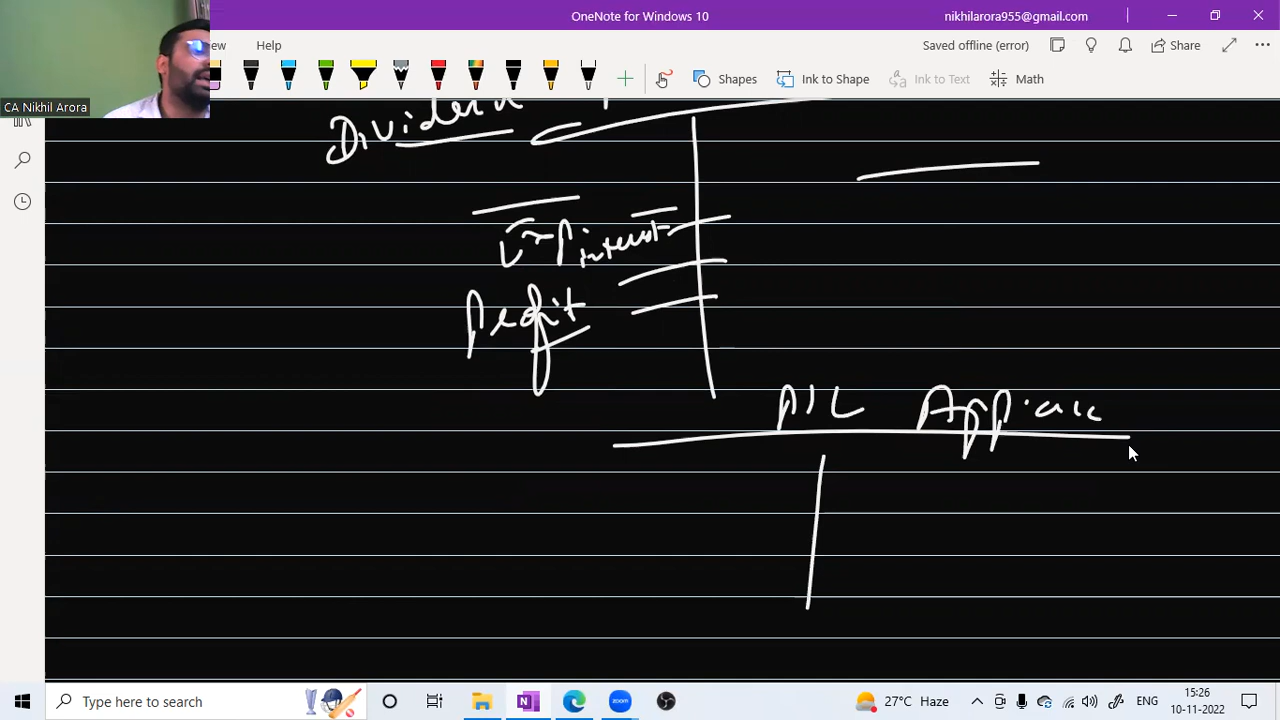 OneNote for Windows 10
nikhilarora955@gmail.com
ew Help
Saved offline (error)
Share
CA Nikhil Arora
Shapes
Ink to Shape
Ink to Text
Math
Dividend
interest
Profit
P/L App. a/c
Type here to search
27°C Haze
ENG
15:26
10-11-2022